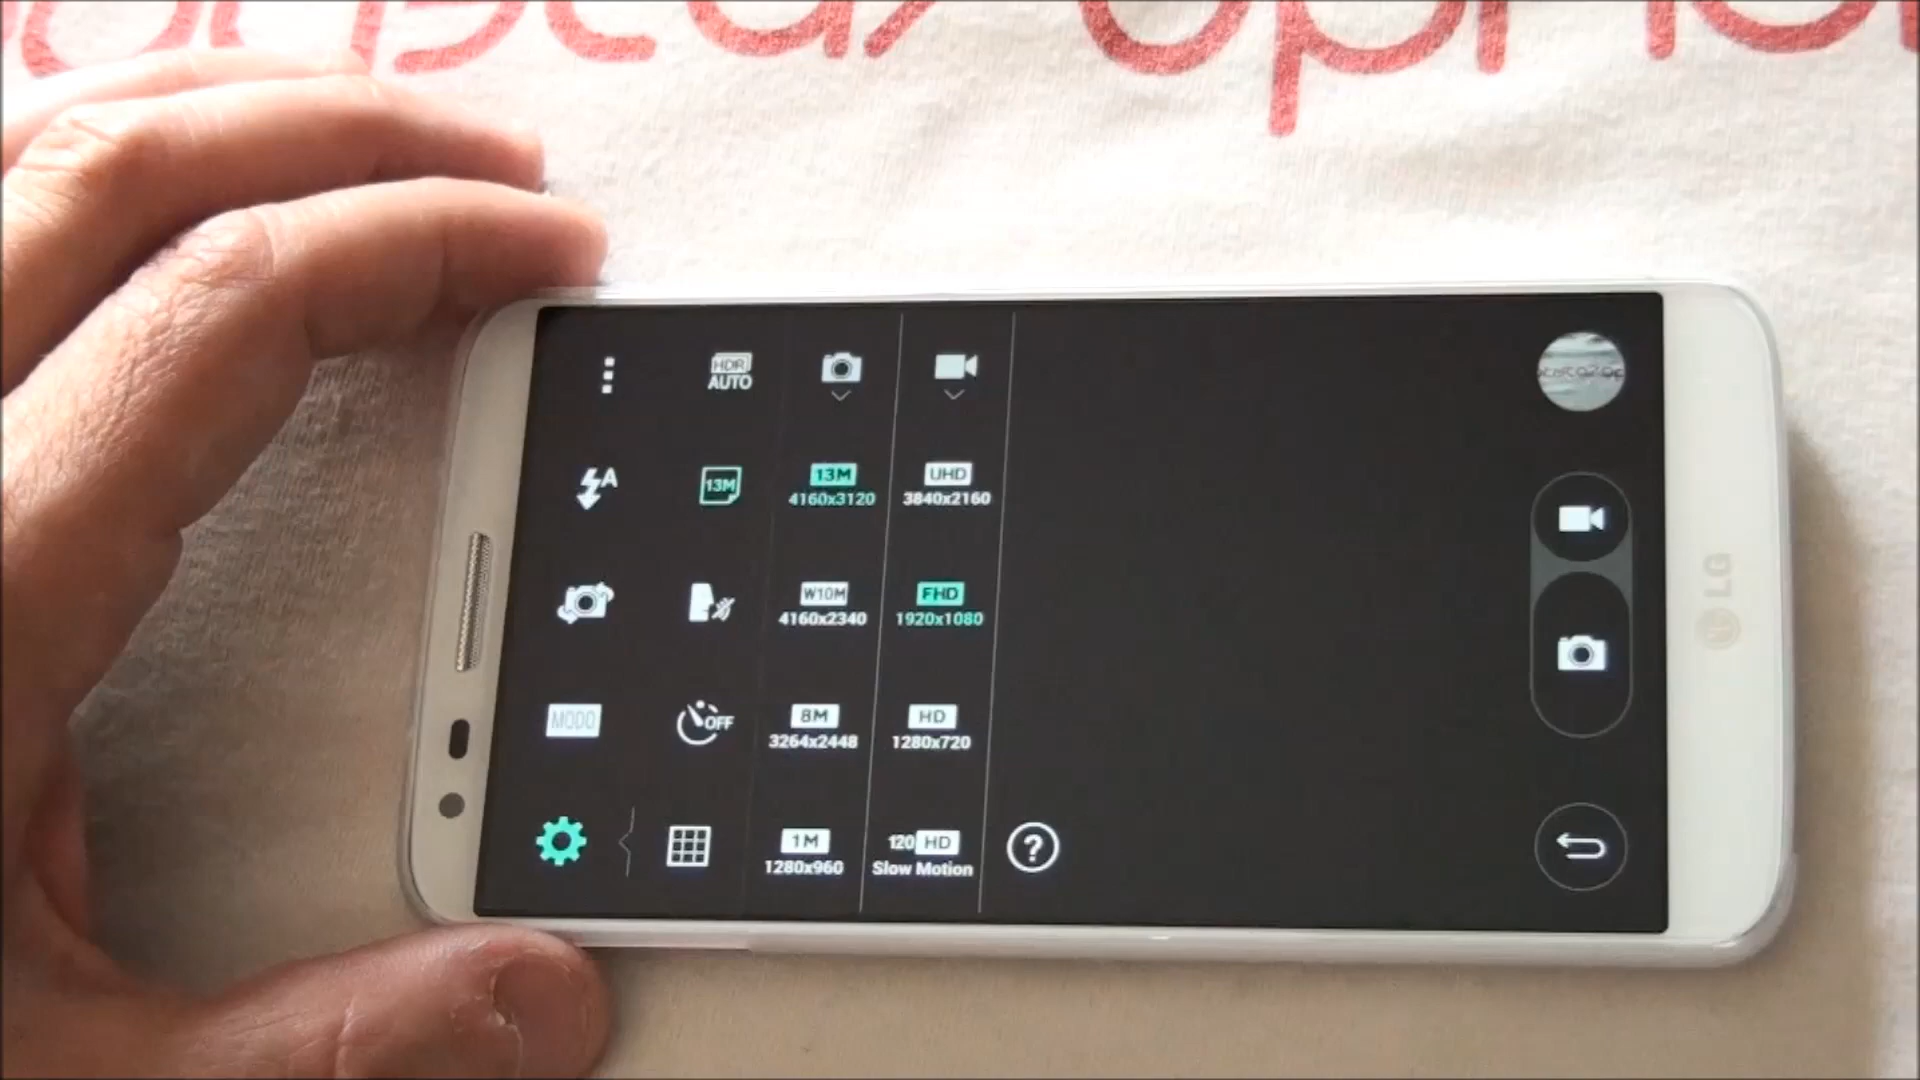 HDR
AUTO
A
13M
13M
4160x3120
UHD
3840x2160
W10M
4160x2340
FHD
1920x1080
MODO
OFF
8M
3264x2448
HD
1280x720
1M
1280x960
120 HD
Slow Motion
?
LG